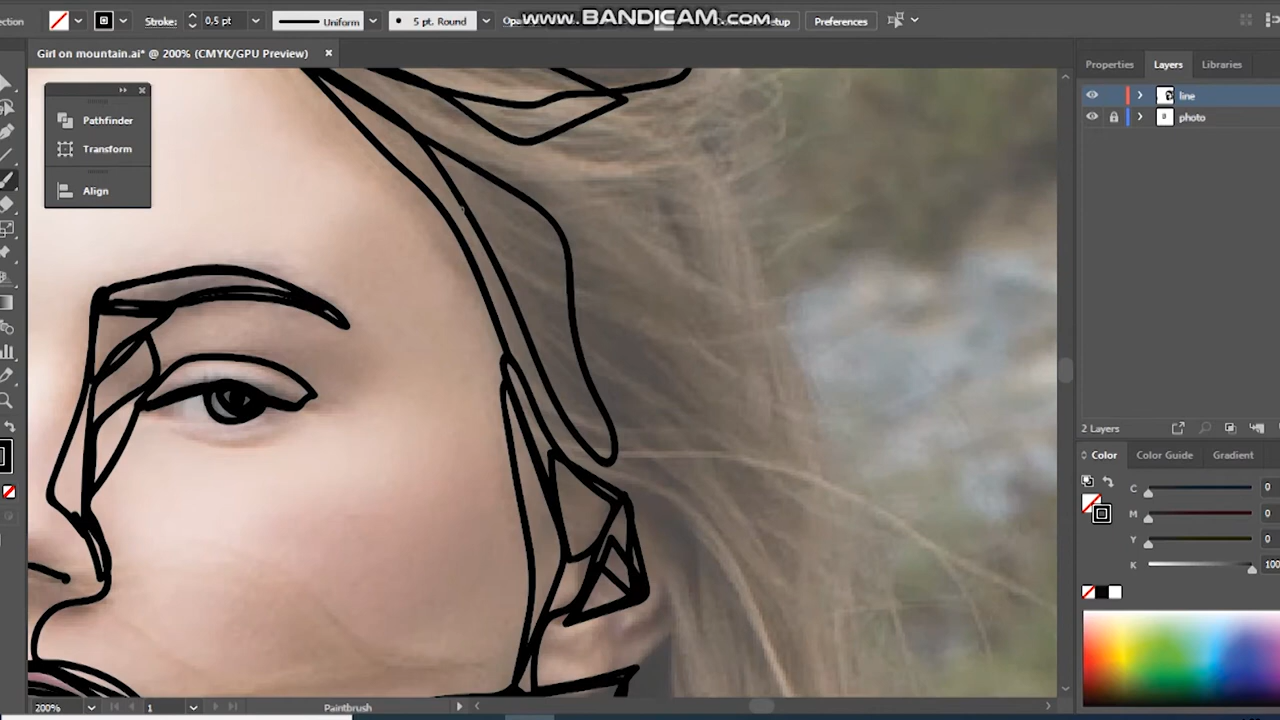 ction
Stroke:
0,5 pt
Uniform
5 pt. Round
www.BANDICAM.com
Preferences
Girl on mountain.ai* @ 200% (CMYK/GPU Preview)
Properties
Layers
Libraries
Pathfinder
Transform
Align
line
photo
2 Layers
Color
Color Guide
Gradient
C
0
M
0
Y
0
K
100
200%
1
Paintbrush